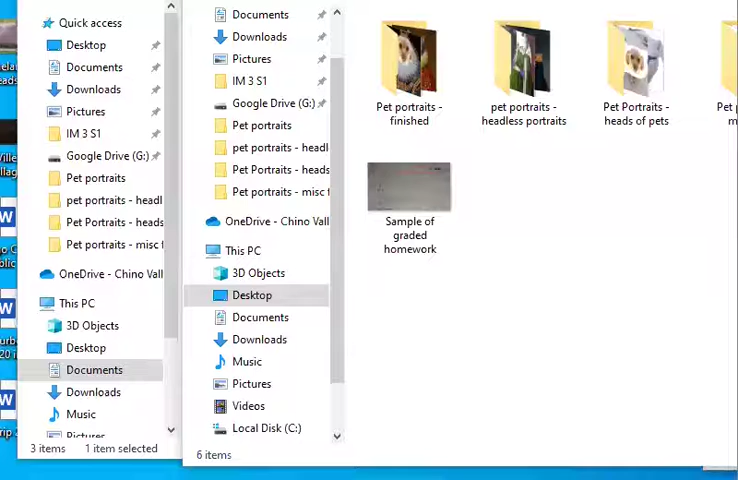 Quick access
Desktop
Documents
Downloads
Pictures
IM 3 S1
Google Drive (G:)
Pet portraits
pet portraits - headl
Pet Portraits - heads
Pet portraits - misc f
OneDrive - Chino Vall
This PC
3D Objects
Desktop
Documents
Downloads
Music
Pictures
3 items 1 item selected
Documents
Downloads
Pictures
IM 3 S1
Google Drive (G:)
Pet portraits
pet portraits - headl
Pet Portraits - heads
Pet portraits - misc f
OneDrive - Chino Vall
This PC
3D Objects
Desktop
Documents
Downloads
Music
Pictures
Videos
Local Disk (C:)
6 items
Pet portraits -
finished
pet portraits -
headless portraits
Pet Portraits -
heads of pets
Sample of
graded
homework